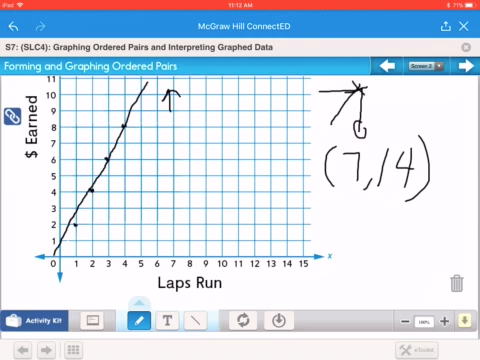 iPad
11:12 AM
71%
McGraw Hill ConnectED
S7: (SLC4): Graphing Ordered Pairs and Interpreting Graphed Data
Forming and Graphing Ordered Pairs
Screen 2
$ Earned
11
10
9
8
7
6
5
4
3
2
1
0 1 2 3 4 5 6 7 8 9 10 11 12 13 14 15 x
Laps Run
(7,14)
Activity Kit
T
100%
eToolkit